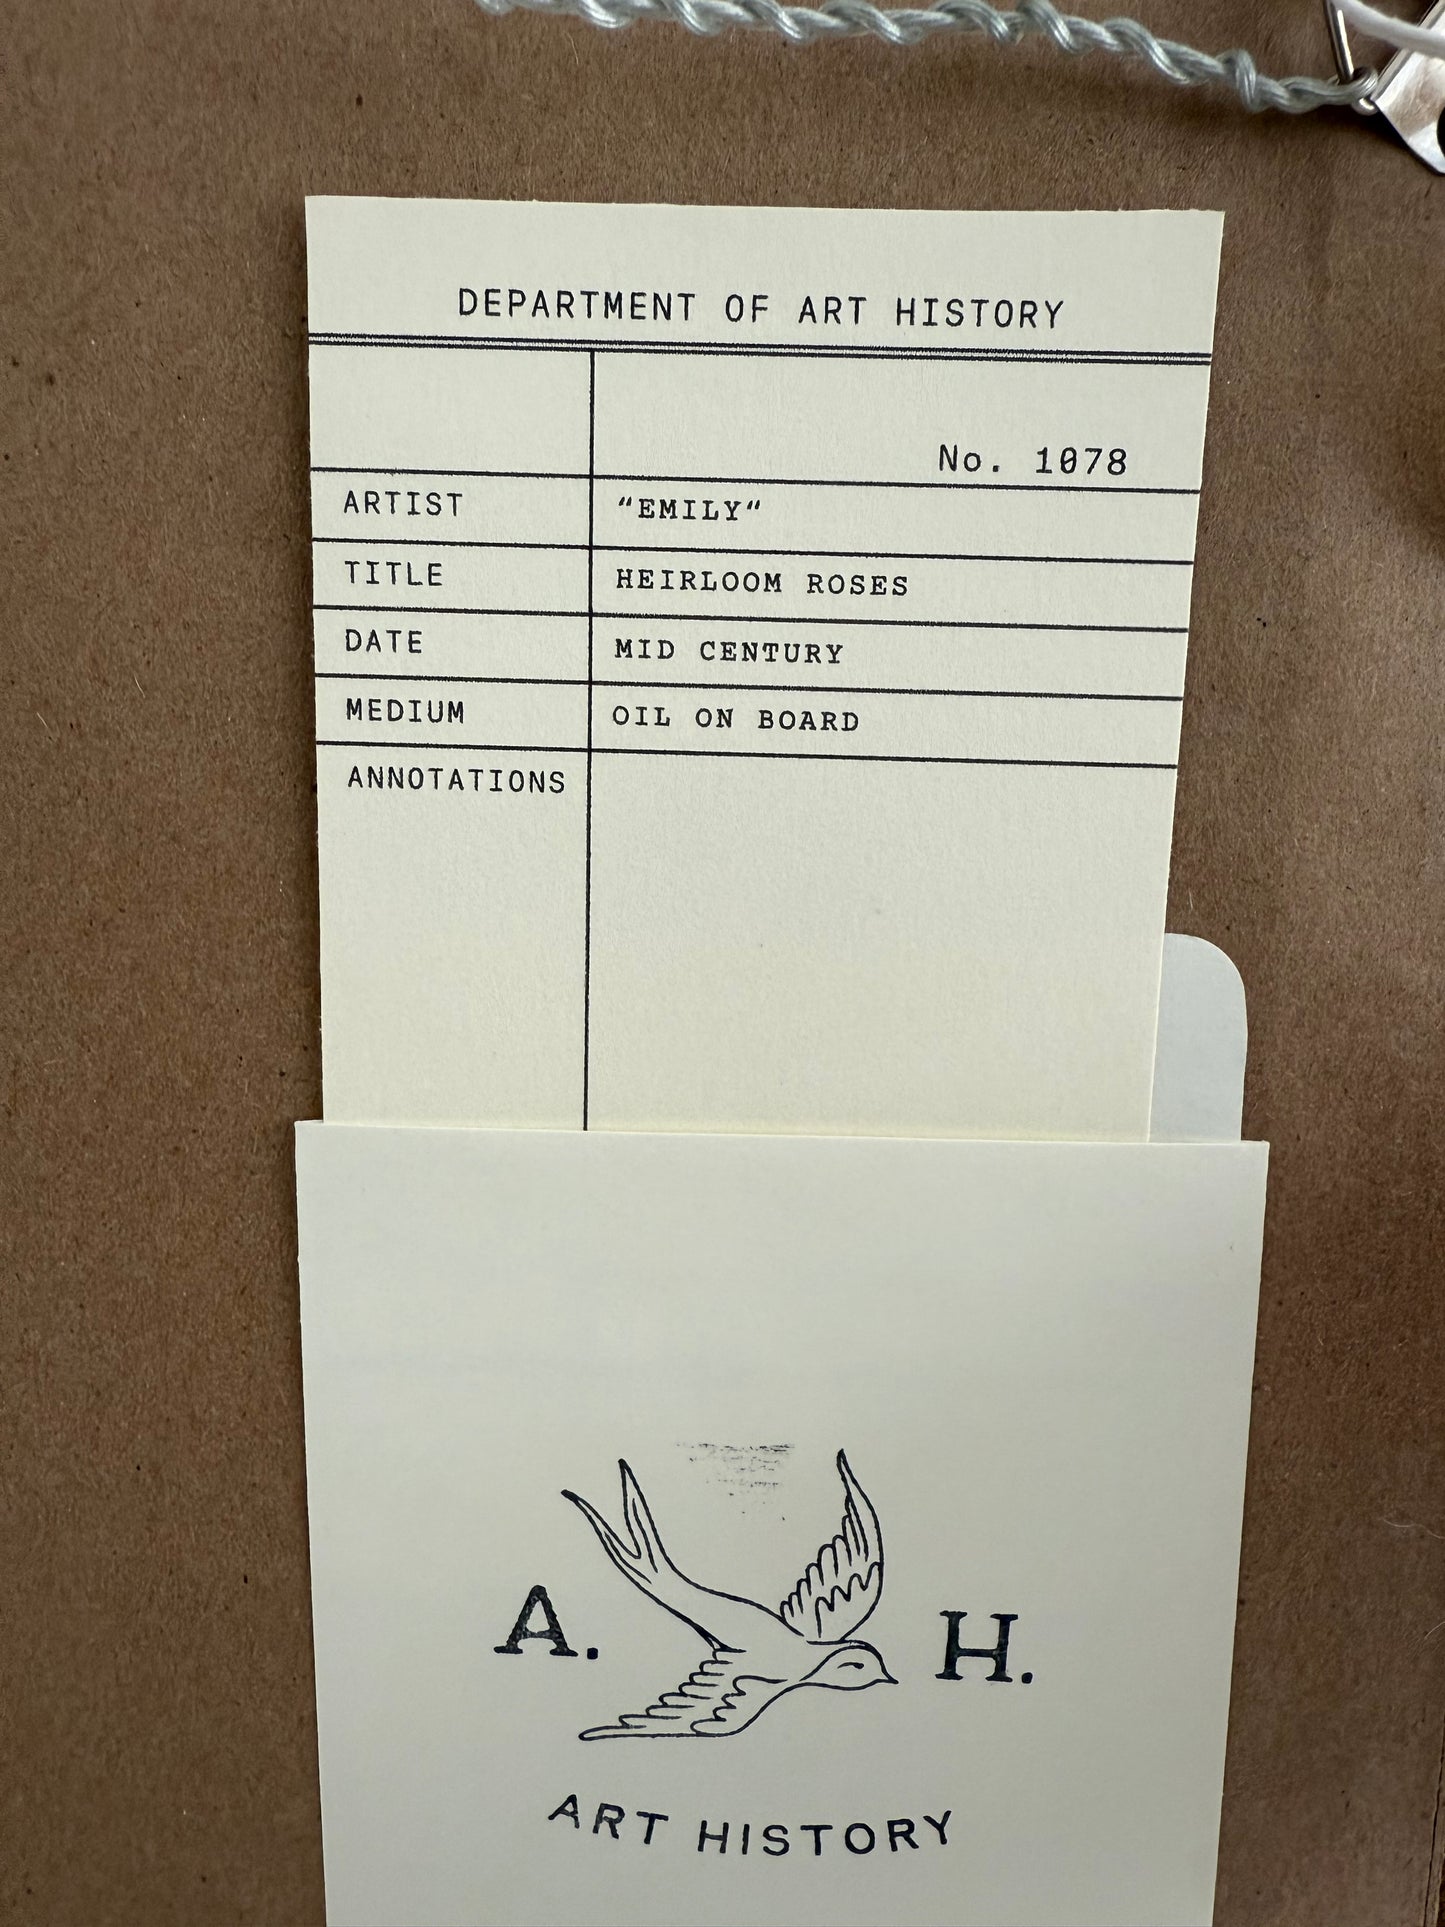 DEPARTMENT OF ART HISTORY
No. 1078
ARTIST "EMILY"
TITLE HEIRLOOM ROSES
DATE MID CENTURY
MEDIUM OIL ON BOARD
ANNOTATIONS
A. H.
ART HISTORY